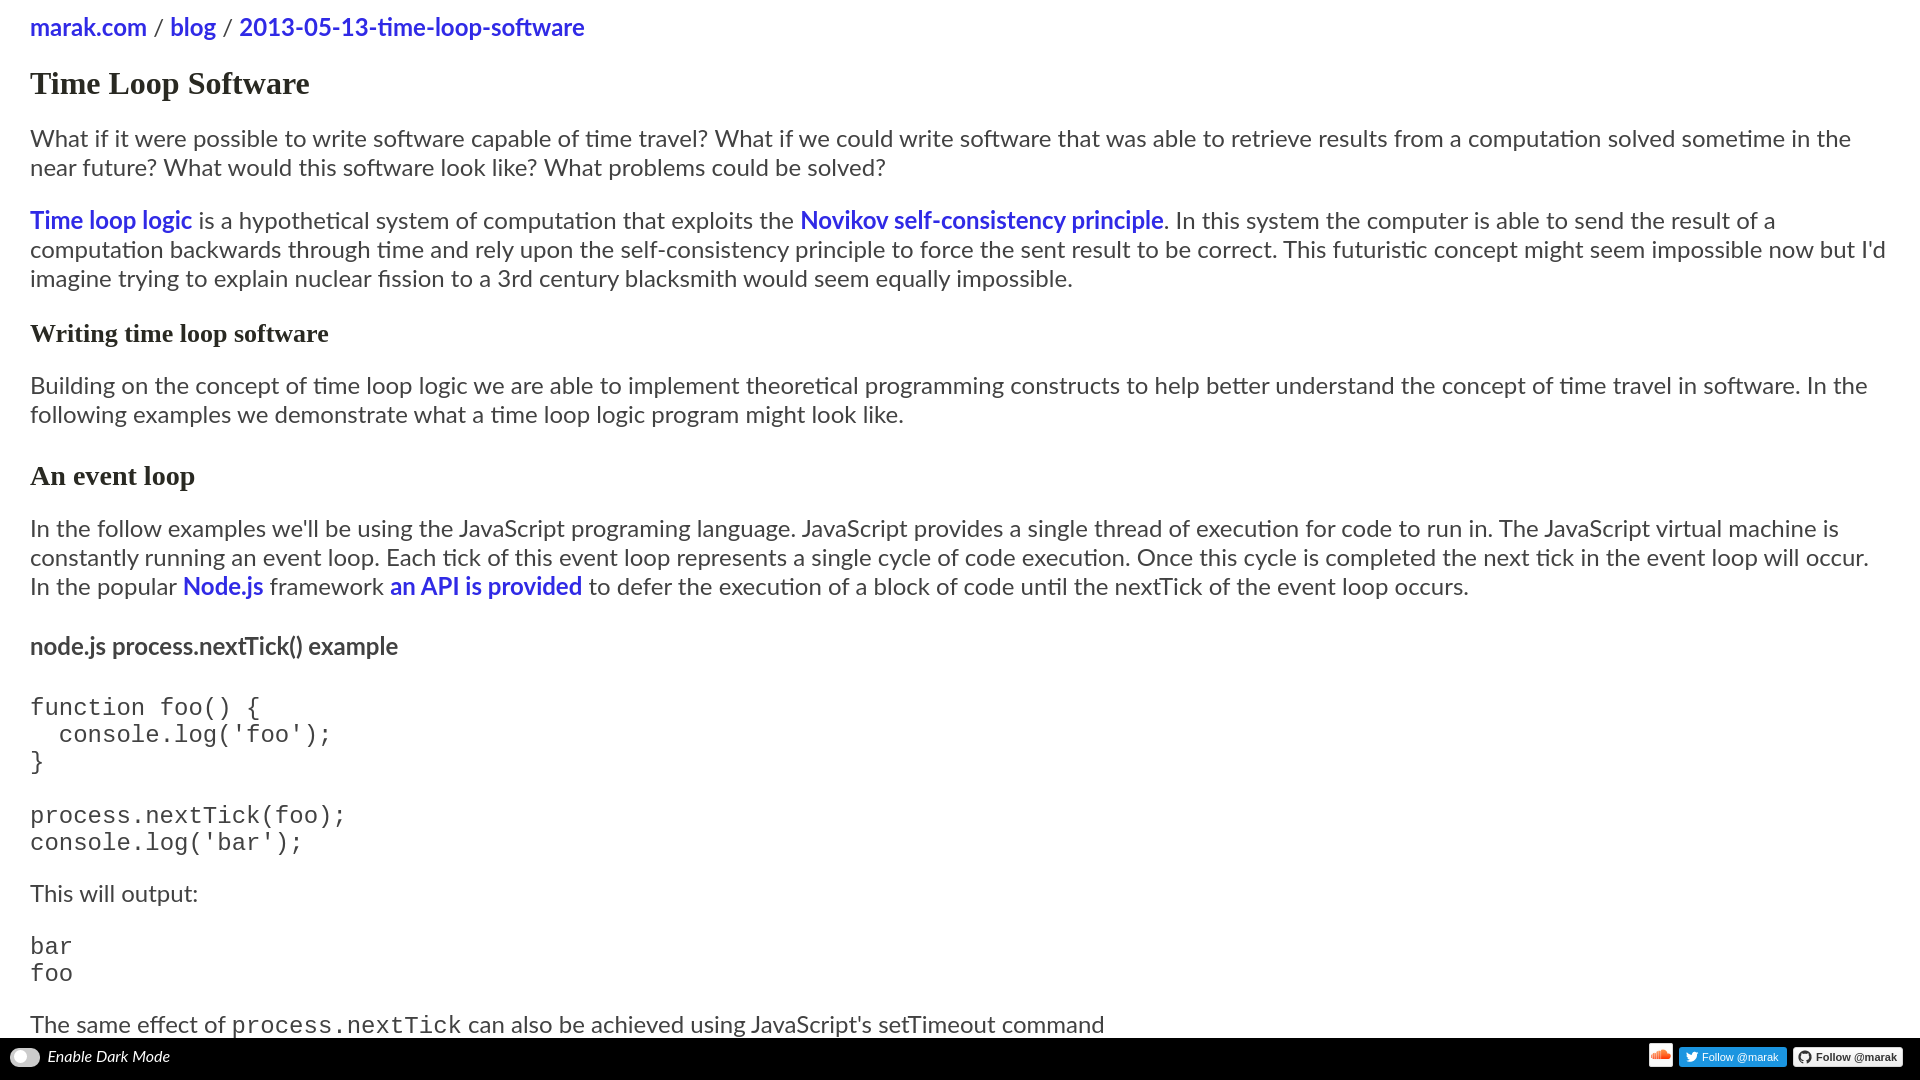 marak.com / blog / 2013-05-13-time-loop-software
Time Loop Software
What if it were possible to write software capable of time travel? What if we could write software that was able to retrieve results from a computation solved sometime in the
near future? What would this software look like? What problems could be solved?
Time loop logic is a hypothetical system of computation that exploits the Novikov self-consistency principle. In this system the computer is able to send the result of a
computation backwards through time and rely upon the self-consistency principle to force the sent result to be correct. This futuristic concept might seem impossible now but I'd
imagine trying to explain nuclear fission to a 3rd century blacksmith would seem equally impossible.
Writing time loop software
Building on the concept of time loop logic we are able to implement theoretical programming constructs to help better understand the concept of time travel in software. In the
following examples we demonstrate what a time loop logic program might look like.
An event loop
In the follow examples we'll be using the JavaScript programing language. JavaScript provides a single thread of execution for code to run in. The JavaScript virtual machine is
constantly running an event loop. Each tick of this event loop represents a single cycle of code execution. Once this cycle is completed the next tick in the event loop will occur.
In the popular Node.js framework an API is provided to defer the execution of a block of code until the nextTick of the event loop occurs.
node.js process.nextTick() example
function foo() {
  console.log('foo');
}
process.nextTick(foo);
console.log('bar');
This will output:
bar
foo
The same effect of process.nextTick can also be achieved using JavaScript's setTimeout command
Enable Dark Mode
Follow @marak
Follow @marak